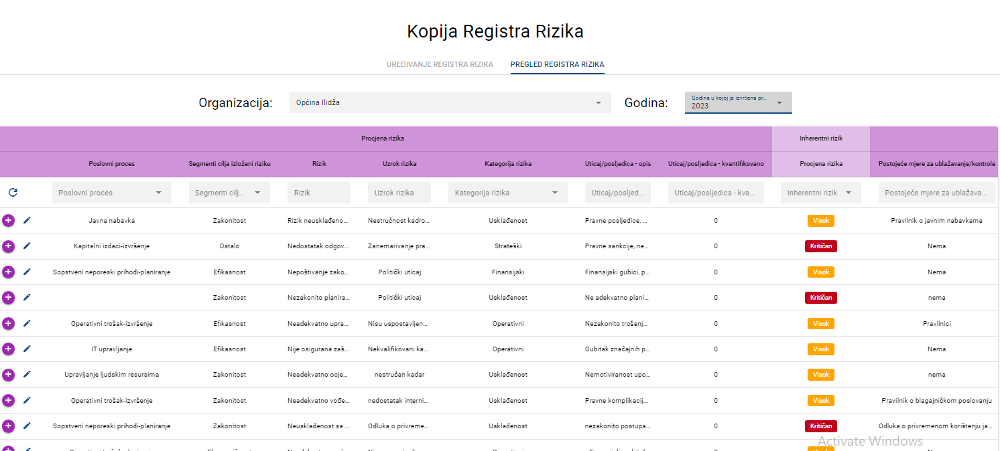 Kopija Registra Rizika
UREĐIVANJE REGISTRA RIZIKA PREGLED REGISTRA RIZIKA
Organizacija: Općina Ilidža Godina: Godina u kojoj je izvršena pr... 2023
Procjena rizika Inherentni rizik
Poslovni proces Segmenti cilja izloženi riziku Rizik Uzrok rizika Kategorija rizika Uticaj/posljedica - opis Uticaj/posljedica - kvantifikovano Procjena rizika Postojeće mjere za ublažavanje/kontrole
Poslovni proces Segmenti cilj... Rizik Uzrok rizika Kategorija rizika Uticaj/posljed... Uticaj/posljedica - kva... Inherentni rizik Postojeće mjere za ublažava...
Javna nabavka Zakonitost Rizik neusklađeno... Nestručnost kadro... Usklađenost Pravne posljedice, ... 0 Visok Pravilnik o javnim nabavkama
Kapitalni izdaci-izvršenje Ostalo Nedostatak odgov... Zanemarivanje pra... Strateški Pravne sankcije, ne... 0 Kritičan Nema
Sopstveni neporeski prihodi-planiranje Efikasnost Nepoštivanje zako... Politički uticaj Finansijski Finansijski gubici, p... 0 Visok Nema
Zakonitost Nezakonito planira... Politički uticaj Usklađenost Ne adekvatno plani... 0 Kritičan nema
Operativni trošak-izvršenje Efikasnost Neadekvatno upra... Nisu uspostavljen... Operativni Nezakonito trošenj... 0 Visok Pravilnici
IT upravljanje Efikasnost Nije osigurana zaš... Nekvalifikovani ka... Operativni Gubitak značajnih p... 0 Visok Nema
Upravljanje ljudskim resursima Zakonitost Neadekvatno ocje... nestručan kadar Usklađenost Nemotiviranost upo... 0 Visok nema
Operativni trošak-izvršenje Zakonitost Neadekvatno vođe... nedostatak interni... Usklađenost Pravne komplikacij... 0 Visok Pravilnik o blagajničkom poslovanju
Sopstveni neporeski prihodi-planiranje Zakonitost Neusklađenost sa ... Odluka o privreme... Usklađenost nezakonito postupa... 0 Kritičan Odluka o privremenom korištenju ja...
Activate Windows